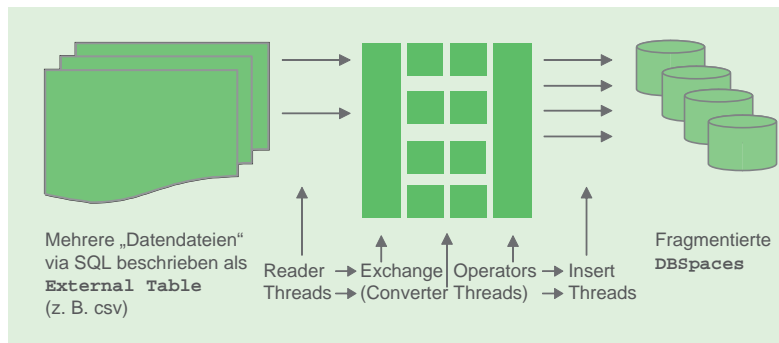 Mehrere „Datendateien“
via SQL beschrieben als
External Table
(z. B. csv)
Reader
Threads
Exchange
(Converter
Operators
Threads)
Insert
Threads
Fragmentierte
DBSpaces